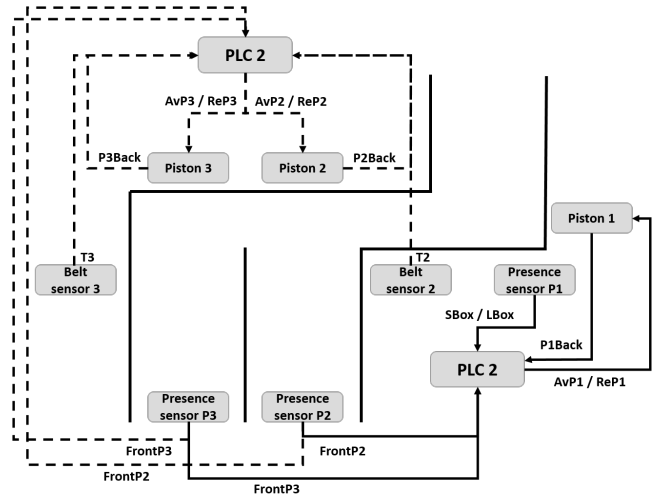 PLC 2
AvP3 / ReP3
AvP2 / ReP2
P3Back
Piston 3
Piston 2
P2Back
Piston 1
T3
Belt
sensor 3
T2
Belt
sensor 2
Presence
sensor P1
SBox / LBox
P1Back
PLC 2
AvP1 / ReP1
Presence
sensor P3
Presence
sensor P2
FrontP3
FrontP2
FrontP2
FrontP3